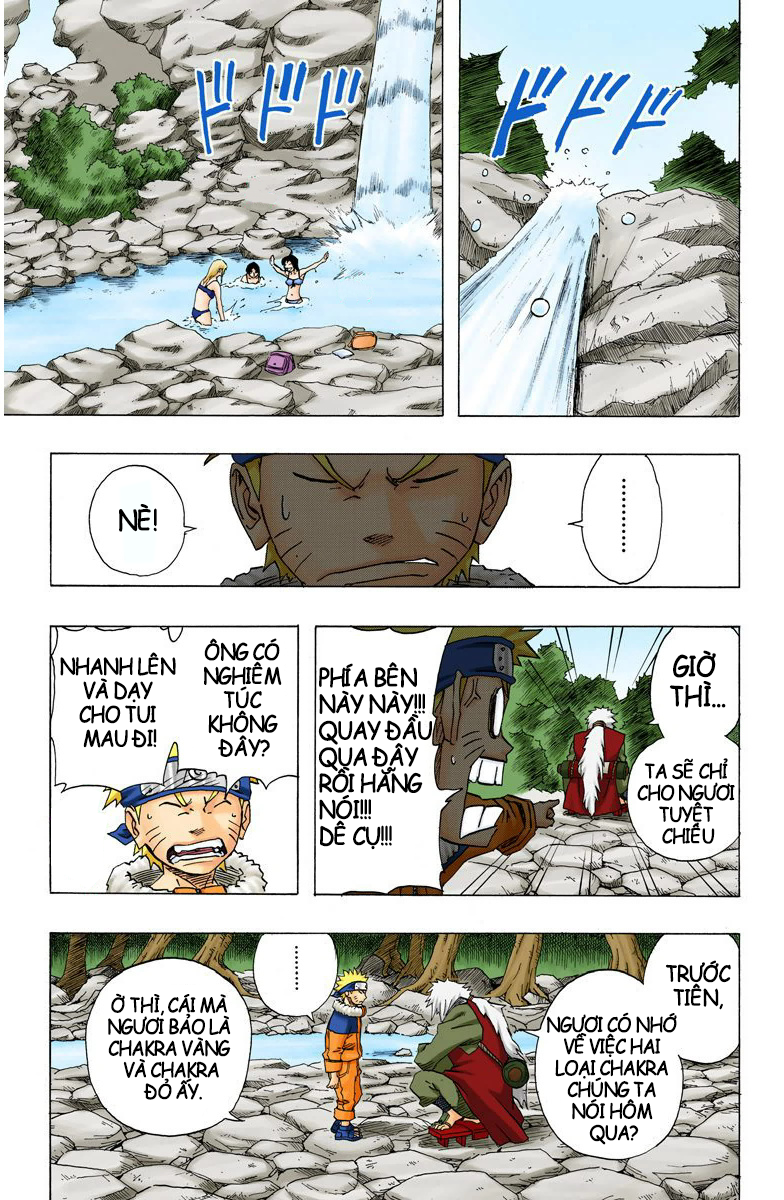 ドドド
ドドド
.........
NÈ!
GIỜ
THÌ...
TA SẼ CHỈ
CHO NGƯƠI
TUYỆT
CHIÊU
PHÍA BÊN
NÀY NÀY!!!
QUAY ĐẦU
QUA ĐÂY
RỒI HẴNG
NÓI!!!
DÊ CỤ!!!
ÔNG CÓ
NGHIÊM
TÚC
KHÔNG
ĐÂY?
NHANH LÊN
VÀ DẠY
CHO TUI
MAU ĐI!
TRƯỚC
TIÊN,
NGƯƠI CÓ NHỚ
VỀ VIỆC HAI
LOẠI CHAKRA
CHÚNG TA
NÓI HÔM
QUA?
.........
Ờ THÌ, CÁI MÀ
NGƯƠI BẢO LÀ
CHAKRA VÀNG
VÀ CHAKRA
ĐỎ ẤY.